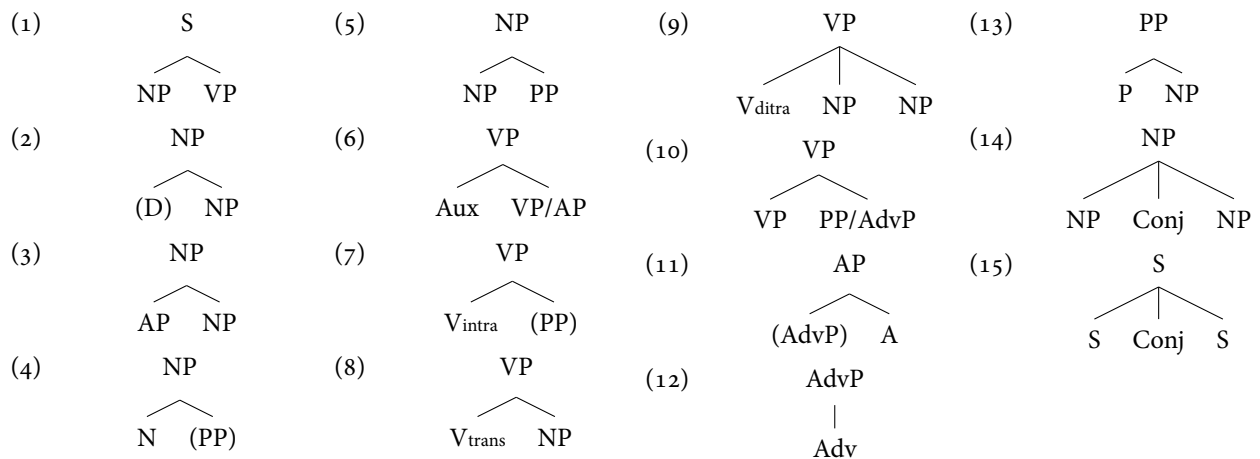 (1) S
NP VP
(2) NP
(D) NP
(3) NP
AP NP
(4) NP
N (PP)
(5) NP
NP PP
(6) VP
Aux VP/AP
(7) VP
Vintra (PP)
(8) VP
Vtrans NP
(9) VP
Vditra NP NP
(10) VP
VP PP/AdvP
(11) AP
(AdvP) A
(12) AdvP
Adv
(13) PP
P NP
(14) NP
NP Conj NP
(15) S
S Conj S